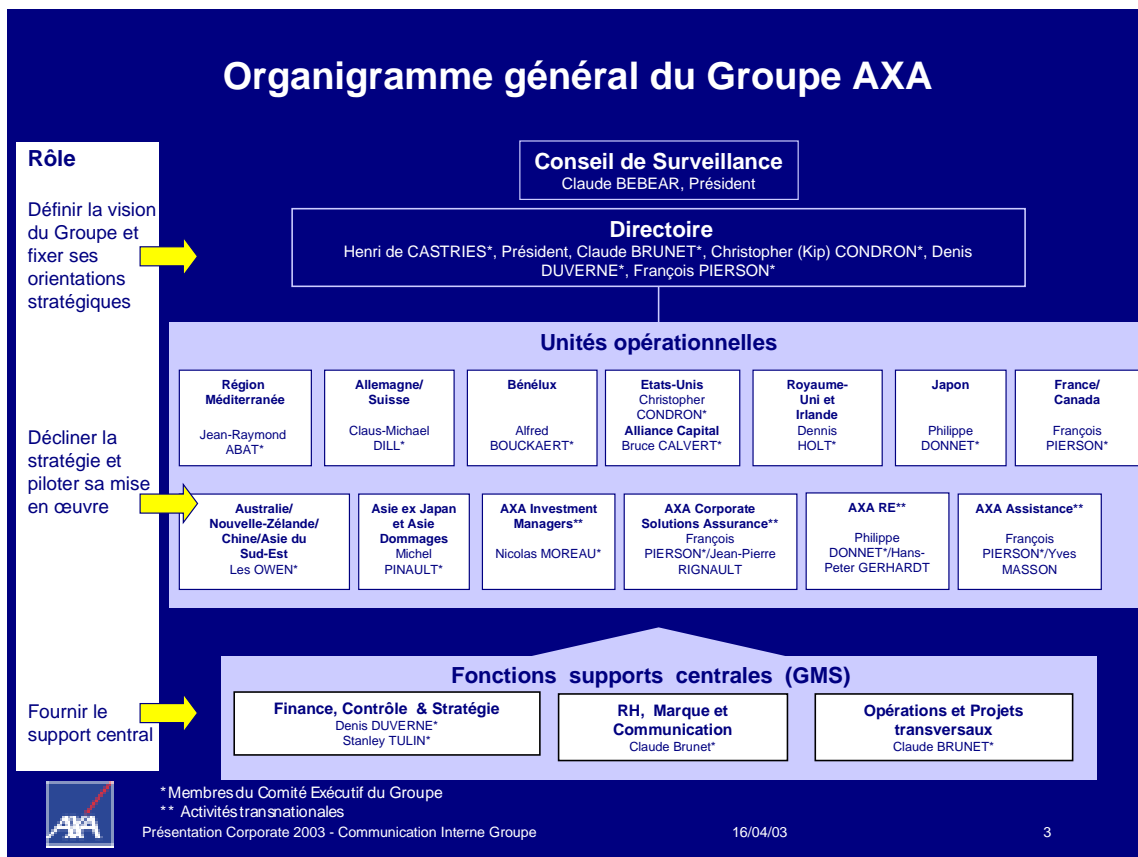 Organigramme général du Groupe AXA
Rôle
Définir la vision
du Groupe et
fixer ses
orientations
stratégiques
Conseil de Surveillance
Claude BEBEAR, Président
Directoire
Henri de CASTRIES*, Président, Claude BRUNET*, Christopher (Kip) CONDRON*, Denis
DUVERNE*, François PIERSON*
Unités opérationnelles
Décliner la
stratégie et
piloter sa mise
en œuvre
Région
Méditerranée
Jean-Raymond
ABAT*
Allemagne/
Suisse
Claus-Michael
DILL*
Bénélux
Alfred
BOUCKAERT*
Etats-Unis
Christopher
CONDRON*
Alliance Capital
Bruce CALVERT*
Royaume-
Uni et
Irlande
Dennis
HOLT*
Japon
Philippe
DONNET*
France/
Canada
François
PIERSON*
Australie/
Nouvelle-Zélande/
Chine/Asie du
Sud-Est
Les OWEN*
Asie ex Japan
et Asie
Dommages
Michel
PINAULT*
AXA Investment
Managers**
Nicolas MOREAU*
AXA Corporate
Solutions Assurance**
François
PIERSON*/Jean-Pierre
RIGNAULT
AXA RE**
Philippe
DONNET*/Hans-
Peter GERHARDT
AXA Assistance**
François
PIERSON*/Yves
MASSON
Fonctions supports centrales (GMS)
Fournir le
support central
Finance, Contrôle & Stratégie
Denis DUVERNE*
Stanley TULIN*
RH, Marque et
Communication
Claude Brunet*
Opérations et Projets
transversaux
Claude BRUNET*
AXA
* Membres du Comité Exécutif du Groupe
** Activités transnationales
Présentation Corporate 2003 - Communication Interne Groupe 16/04/03 3